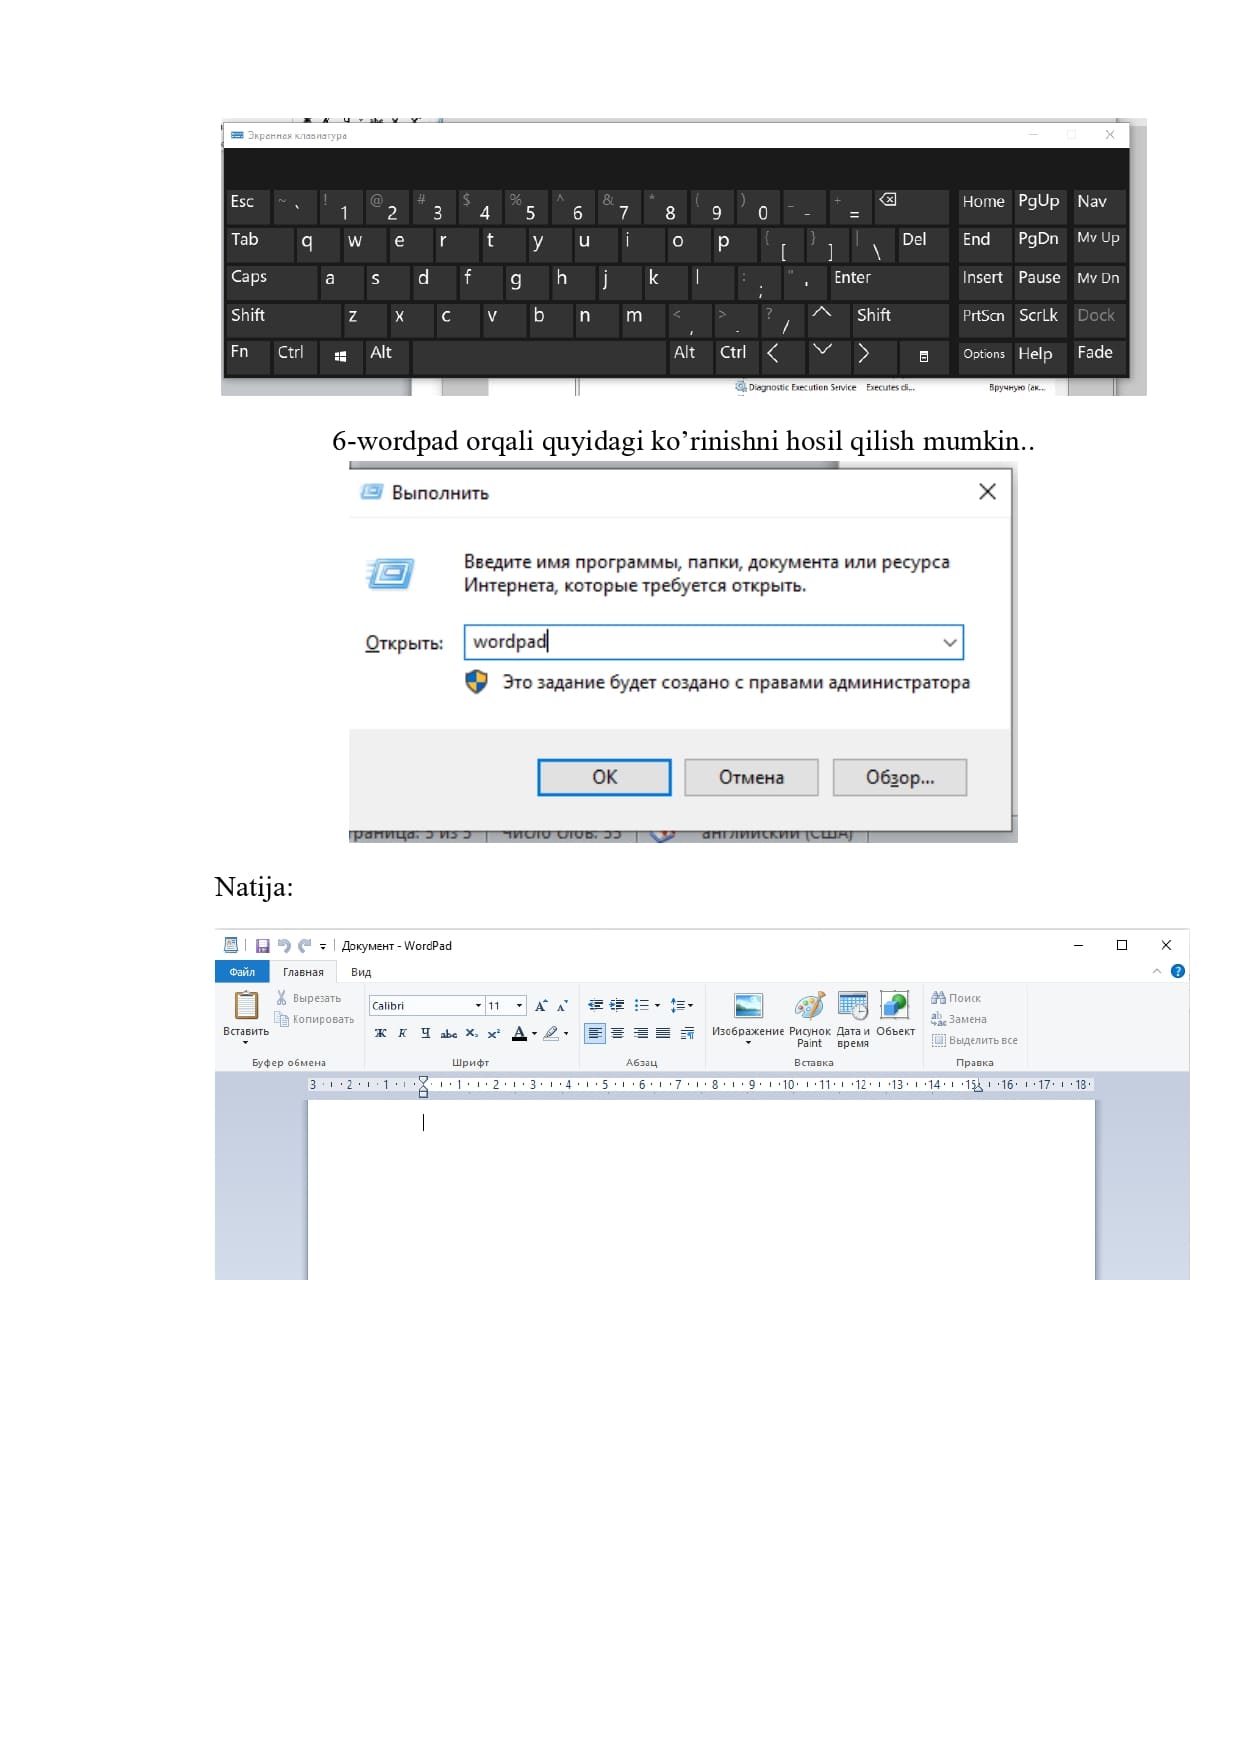 Экранная клавиатура
Esc ~ ` ! 1 @ 2 # 3 $ 4 % 5 ^ 6 & 7 * 8 ( 9 ) 0 _ - + = Home PgUp Nav
Tab q w e r t y u i o p { [ } ] | \ Del End PgDn Mv Up
Caps a s d f g h j k l : ; " ' Enter Insert Pause Mv Dn
Shift z x c v b n m < , > . ? / Shift PrtScn ScrLk Dock
Fn Ctrl Alt Alt Ctrl Options Help Fade
Diagnostic Execution Service Executes di... Вручную (ак...
6-wordpad orqali quyidagi ko’rinishni hosil qilish mumkin..
Выполнить
Введите имя программы, папки, документа или ресурса
Интернета, которые требуется открыть.
Открыть: wordpad
Это задание будет создано с правами администратора
ОК Отмена Обзор...
раница: 5 из 5 Число слов: 55 английский (США)
Natija:
Документ - WordPad
Файл Главная Вид
Вставить Вырезать Копировать
Calibri 11
Ж К Ч abc X₂ X² A
Изображение Рисунок Paint Дата и время Объект
Поиск
Замена
Выделить все
Буфер обмена Шрифт Абзац Вставка Правка
3 2 1 1 2 3 4 5 6 7 8 9 10 11 12 13 14 15 16 17 18